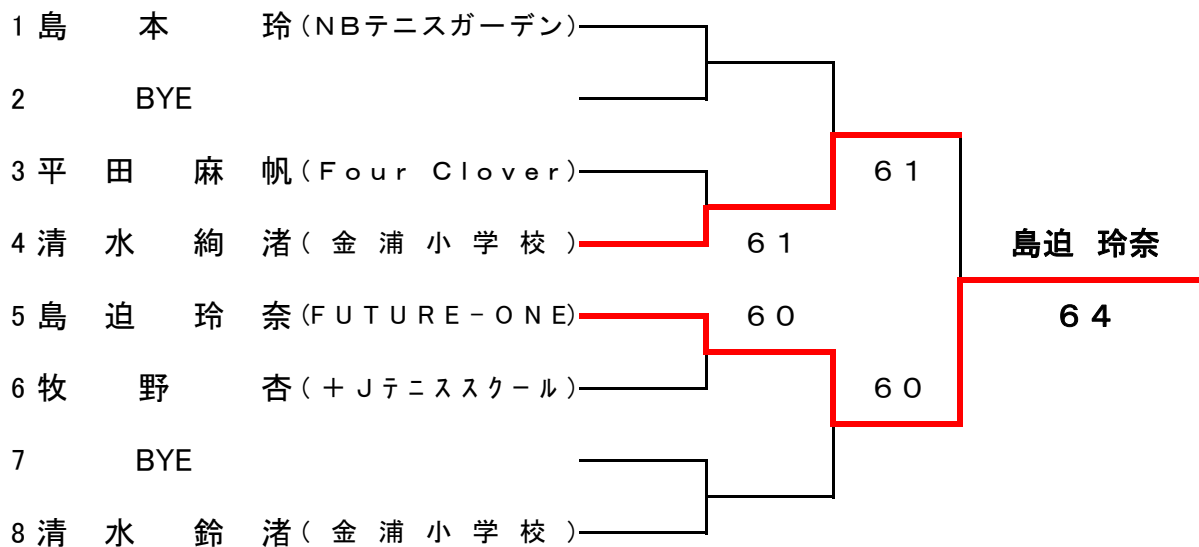 1 島本 玲(NBテニスガーデン)
2 BYE
3 平田麻帆(Ｆｏｕｒ Ｃｌｏｖｅｒ)
61
4 清水絢渚(金浦小学校)
61
島迫 玲奈
5 島迫玲奈(ＦＵＴＵＲＥ－ＯＮＥ)
60
64
6 牧野 杏(＋Ｊﾃﾆｽスクール)
60
7 BYE
8 清水鈴渚(金浦小学校)